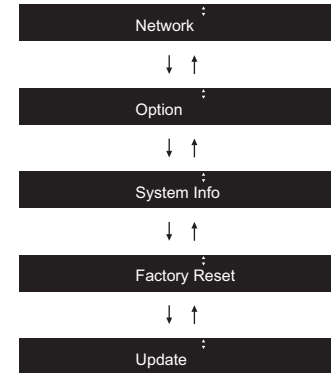 Network
Option
System Info
Factory Reset
Update